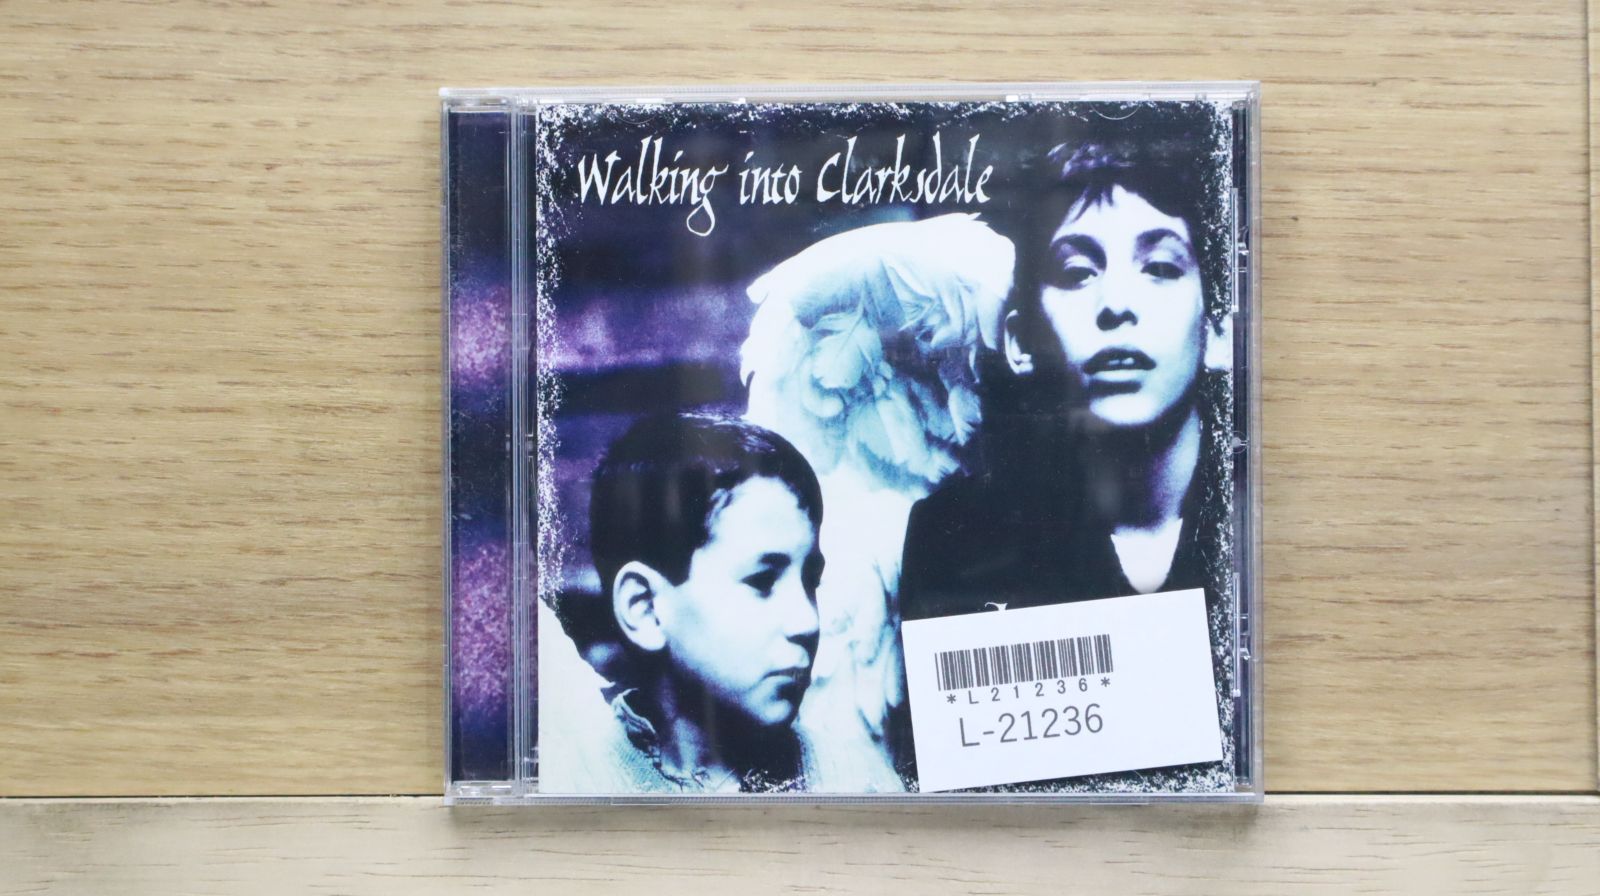 Walking into Clarksdale
*L21236*
L-21236